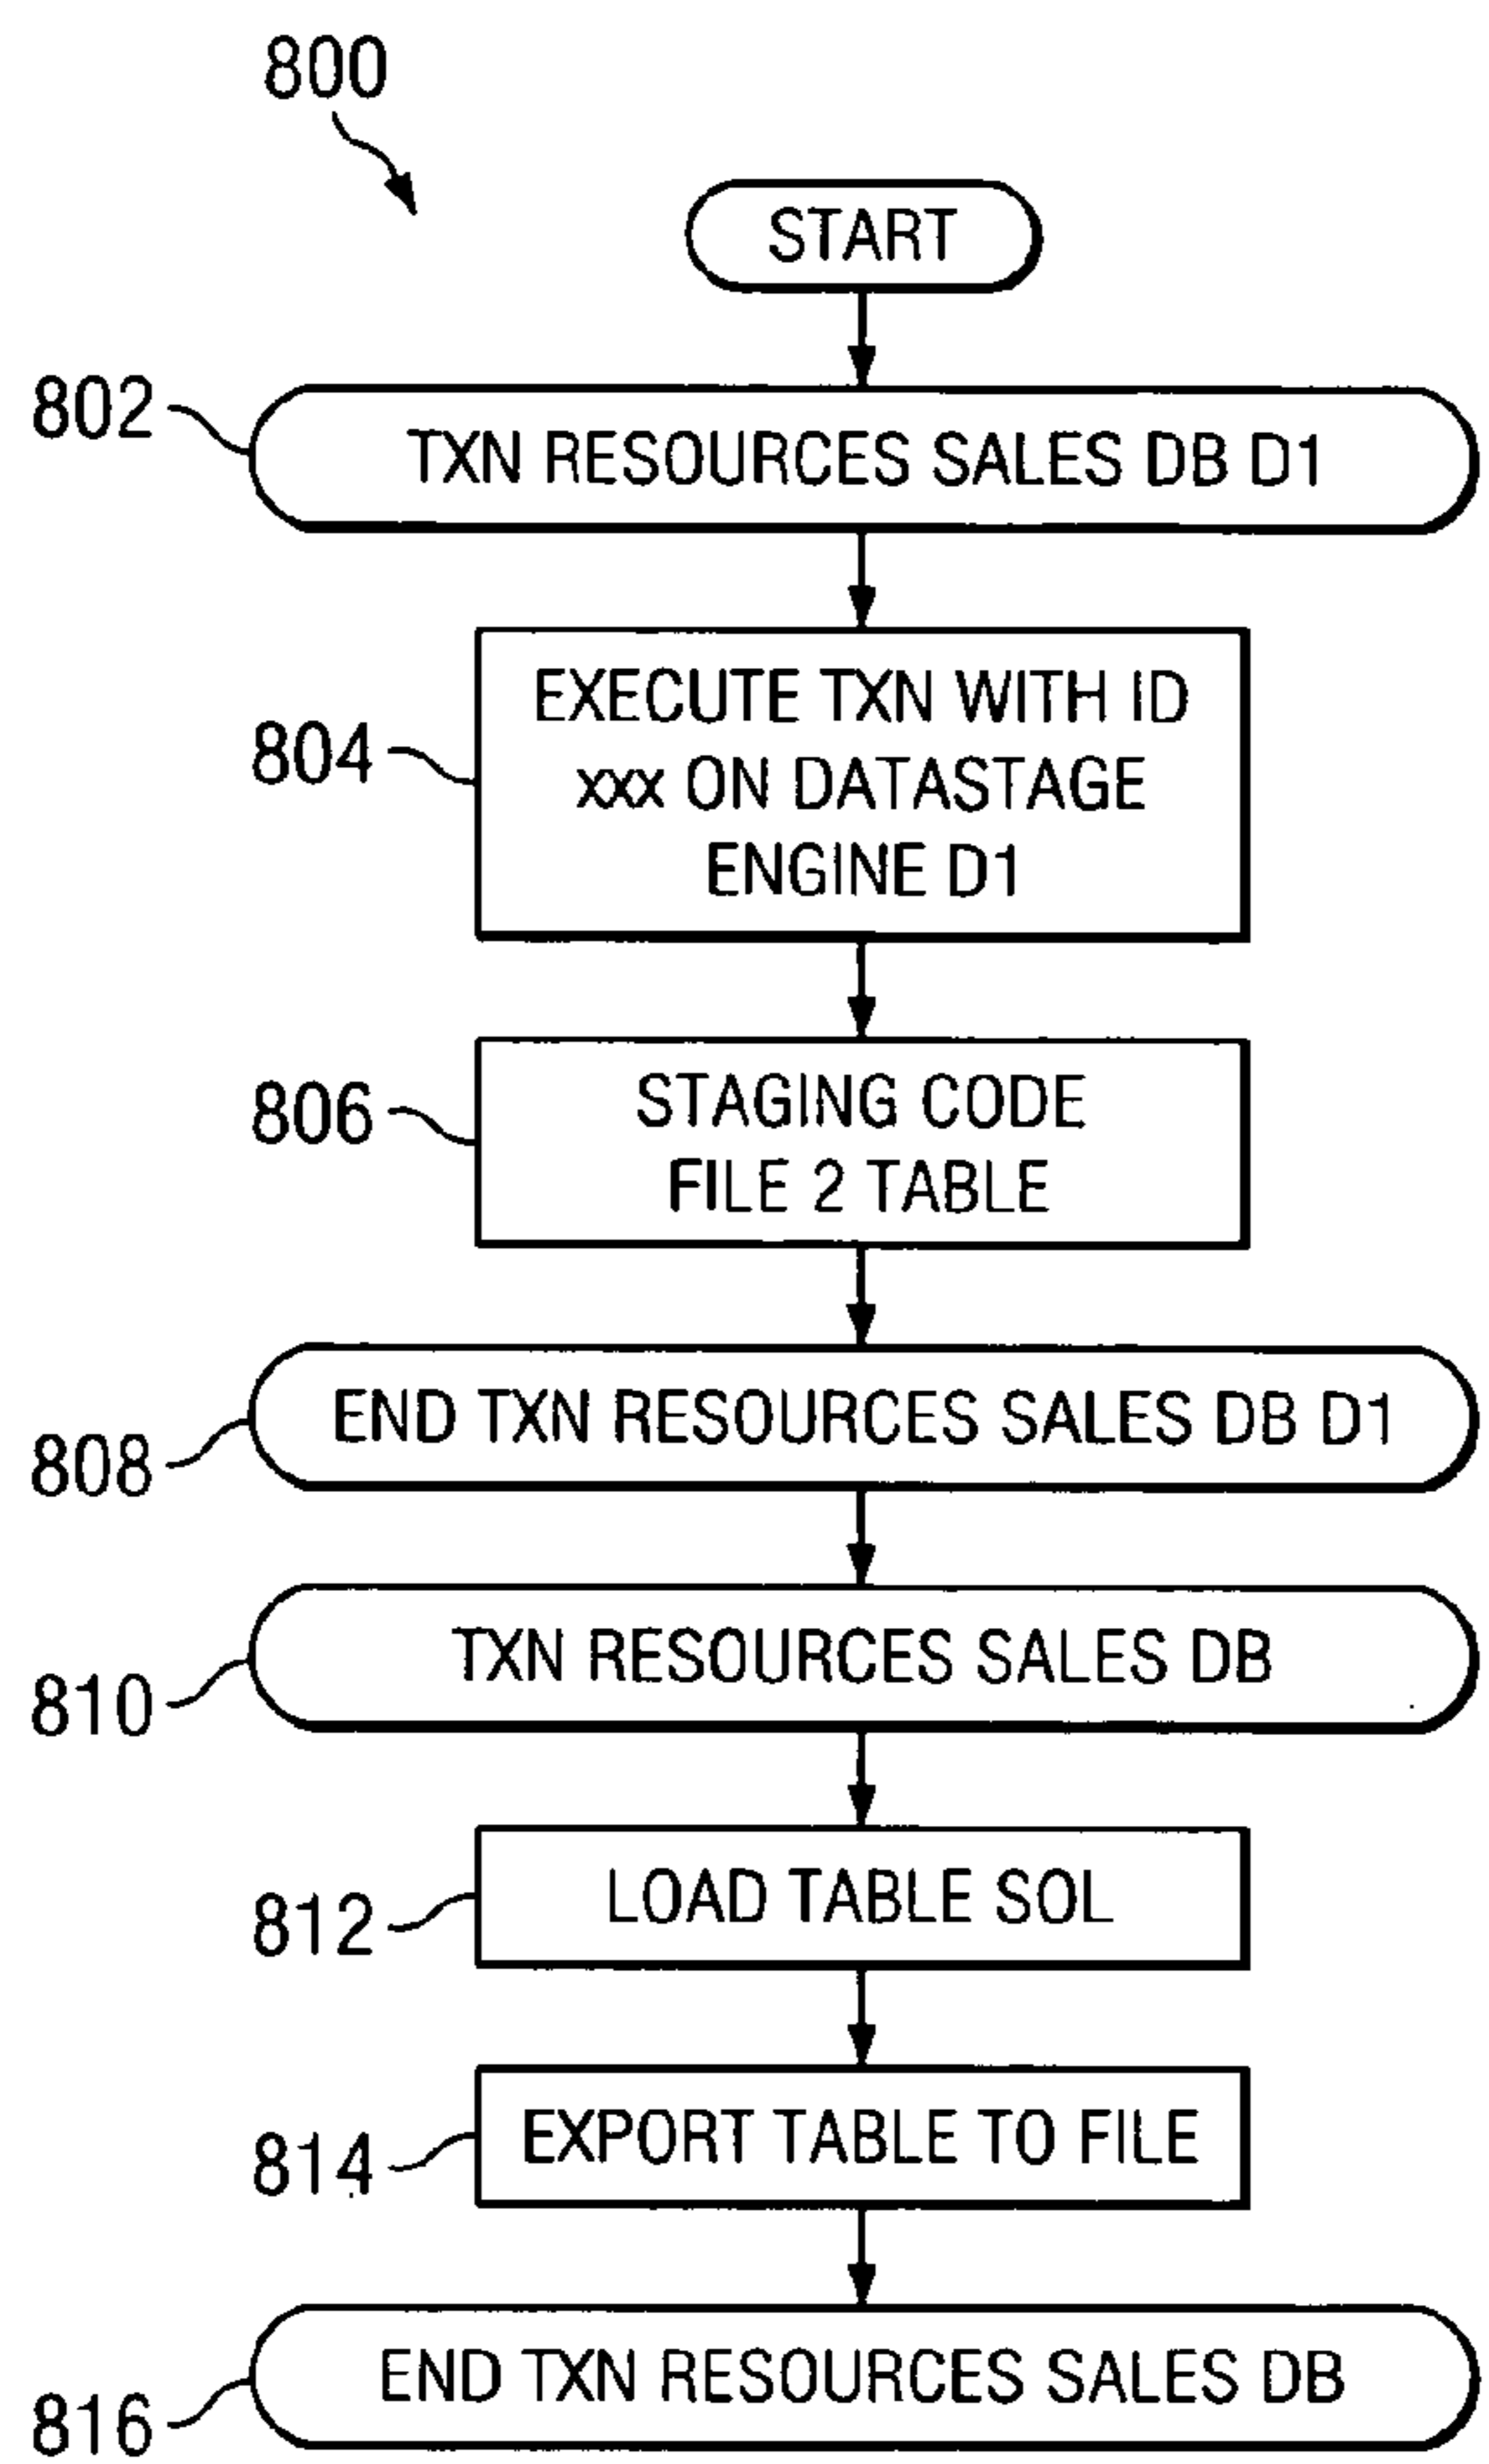 800
START
802
TXN RESOURCES SALES DB D1
804
EXECUTE TXN WITH ID
xxx ON DATASTAGE
ENGINE D1
806
STAGING CODE
FILE 2 TABLE
808
END TXN RESOURCES SALES DB D1
810
TXN RESOURCES SALES DB
812
LOAD TABLE SOL
814
EXPORT TABLE TO FILE
816
END TXN RESOURCES SALES DB